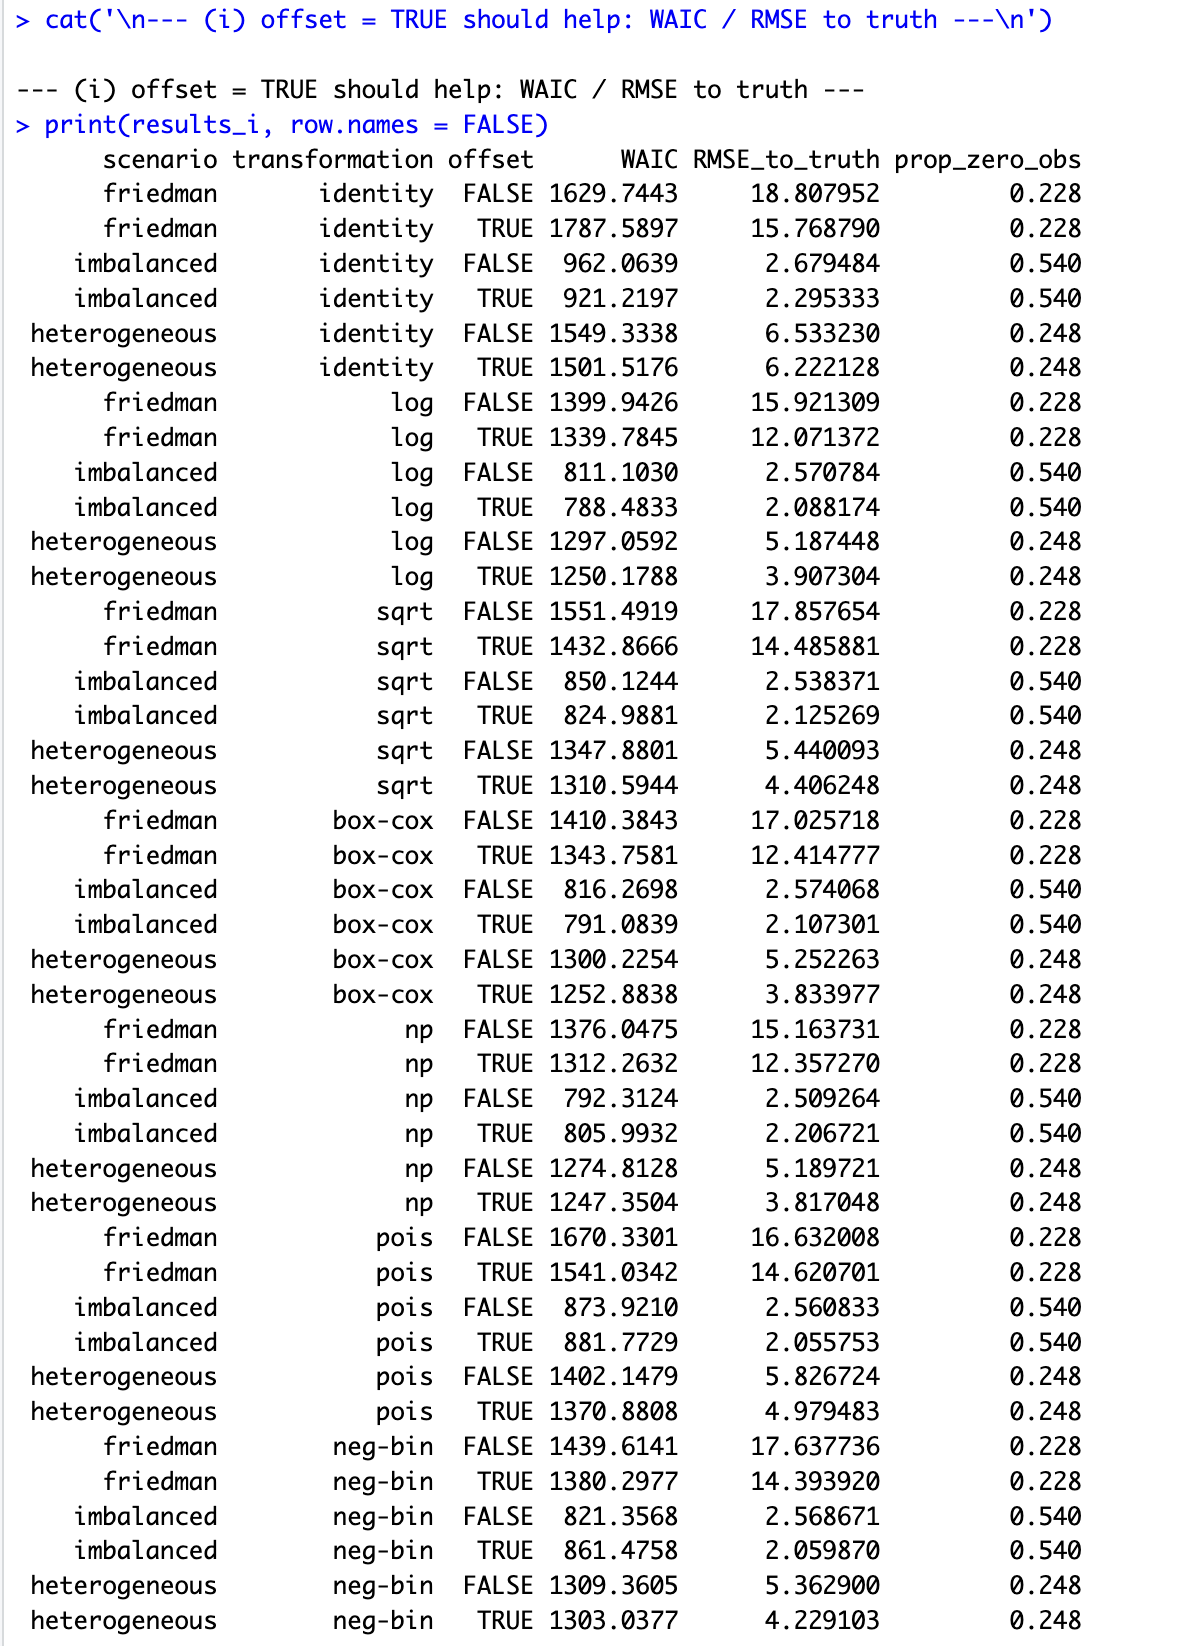 > cat('\n--- (i) offset = TRUE should help: WAIC / RMSE to truth ---\n')
--- (i) offset = TRUE should help: WAIC / RMSE to truth ---
> print(results_i, row.names = FALSE)
scenario transformation offset WAIC RMSE_to_truth prop_zero_obs
friedman identity FALSE 1629.7443 18.807952 0.228
friedman identity TRUE 1787.5897 15.768790 0.228
imbalanced identity FALSE 962.0639 2.679484 0.540
imbalanced identity TRUE 921.2197 2.295333 0.540
heterogeneous identity FALSE 1549.3338 6.533230 0.248
heterogeneous identity TRUE 1501.5176 6.222128 0.248
friedman log FALSE 1399.9426 15.921309 0.228
friedman log TRUE 1339.7845 12.071372 0.228
imbalanced log FALSE 811.1030 2.570784 0.540
imbalanced log TRUE 788.4833 2.088174 0.540
heterogeneous log FALSE 1297.0592 5.187448 0.248
heterogeneous log TRUE 1250.1788 3.907304 0.248
friedman sqrt FALSE 1551.4919 17.857654 0.228
friedman sqrt TRUE 1432.8666 14.485881 0.228
imbalanced sqrt FALSE 850.1244 2.538371 0.540
imbalanced sqrt TRUE 824.9881 2.125269 0.540
heterogeneous sqrt FALSE 1347.8801 5.440093 0.248
heterogeneous sqrt TRUE 1310.5944 4.406248 0.248
friedman box-cox FALSE 1410.3843 17.025718 0.228
friedman box-cox TRUE 1343.7581 12.414777 0.228
imbalanced box-cox FALSE 816.2698 2.574068 0.540
imbalanced box-cox TRUE 791.0839 2.107301 0.540
heterogeneous box-cox FALSE 1300.2254 5.252263 0.248
heterogeneous box-cox TRUE 1252.8838 3.833977 0.248
friedman np FALSE 1376.0475 15.163731 0.228
friedman np TRUE 1312.2632 12.357270 0.228
imbalanced np FALSE 792.3124 2.509264 0.540
imbalanced np TRUE 805.9932 2.206721 0.540
heterogeneous np FALSE 1274.8128 5.189721 0.248
heterogeneous np TRUE 1247.3504 3.817048 0.248
friedman pois FALSE 1670.3301 16.632008 0.228
friedman pois TRUE 1541.0342 14.620701 0.228
imbalanced pois FALSE 873.9210 2.560833 0.540
imbalanced pois TRUE 881.7729 2.055753 0.540
heterogeneous pois FALSE 1402.1479 5.826724 0.248
heterogeneous pois TRUE 1370.8808 4.979483 0.248
friedman neg-bin FALSE 1439.6141 17.637736 0.228
friedman neg-bin TRUE 1380.2977 14.393920 0.228
imbalanced neg-bin FALSE 821.3568 2.568671 0.540
imbalanced neg-bin TRUE 861.4758 2.059870 0.540
heterogeneous neg-bin FALSE 1309.3605 5.362900 0.248
heterogeneous neg-bin TRUE 1303.0377 4.229103 0.248